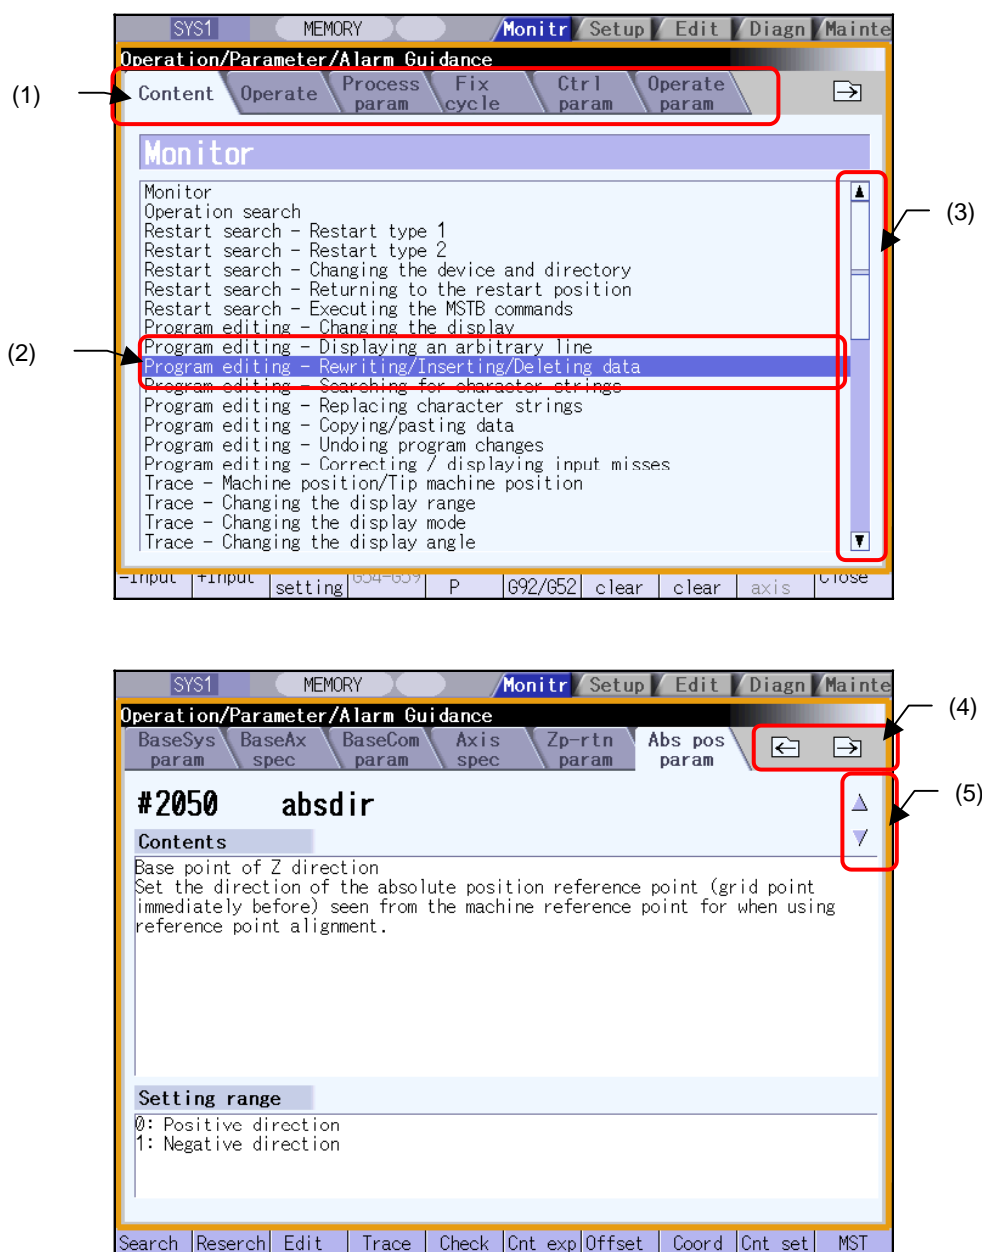 SYS1 MEMORY Monitr Setup Edit Diagn Mainte
Operation/Parameter/Alarm Guidance
(1)
Content Operate Process param Fix cycle Ctrl param Operate param
Monitor
Monitor
Operation search
Restart search - Restart type 1
Restart search - Restart type 2
Restart search - Changing the device and directory
Restart search - Returning to the restart position
Restart search - Executing the MSTB commands
Program editing - Changing the display
Program editing - Displaying an arbitrary line
Program editing - Rewriting/Inserting/Deleting data
Program editing - Searching for character strings
Program editing - Replacing character strings
Program editing - Copying/pasting data
Program editing - Undoing program changes
Program editing - Correcting / displaying input misses
Trace - Machine position/Tip machine position
Trace - Changing the display range
Trace - Changing the display mode
Trace - Changing the display angle
(2)
(3)
-Input +Input setting G54-G59 P G92/G52 clear clear axis Close
SYS1 MEMORY Monitr Setup Edit Diagn Mainte
Operation/Parameter/Alarm Guidance
(4)
BaseSys param BaseAx spec BaseCom param Axis spec Zp-rtn param Abs pos param
(5)
#2050 absdir
Contents
Base point of Z direction
Set the direction of the absolute position reference point (grid point
immediately before) seen from the machine reference point for when using
reference point alignment.
Setting range
0: Positive direction
1: Negative direction
Search Reserch Edit Trace Check Cnt exp Offset Coord Cnt set MST